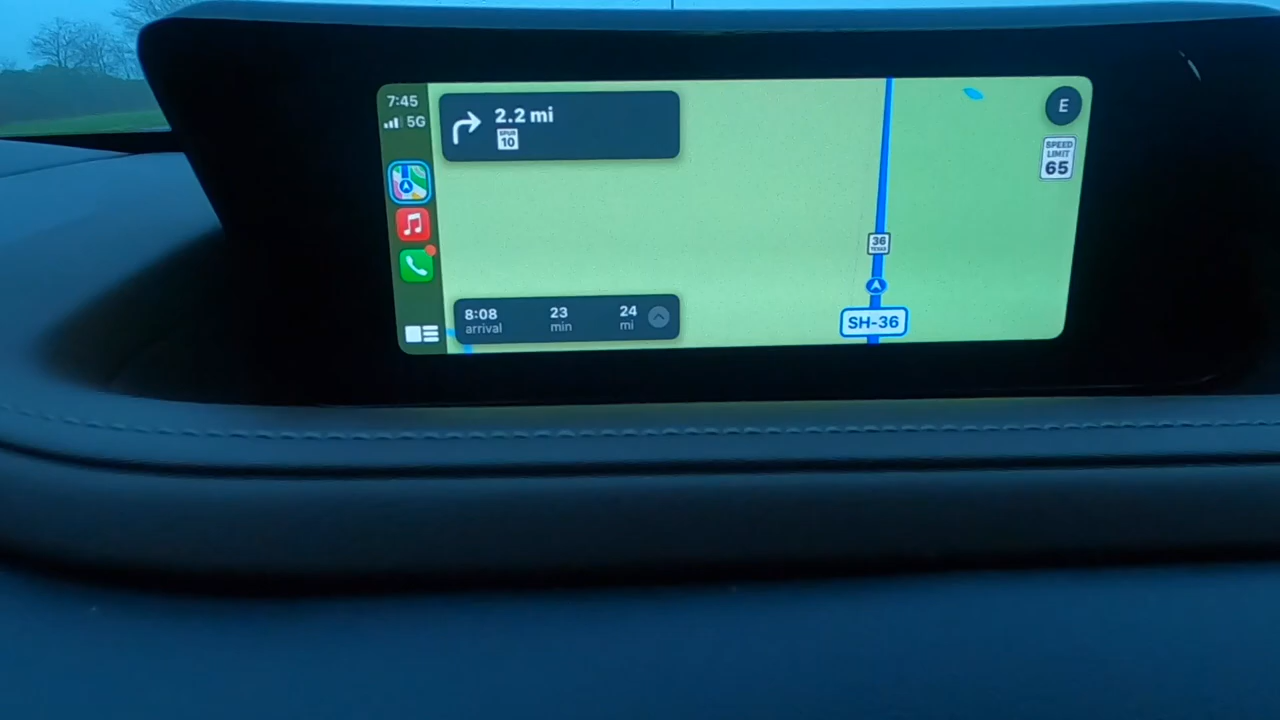 7:45
5G
2.2 mi
SPUR
10
E
SPEED
LIMIT
65
36
TEXAS
8:08 23 24
arrival min mi
SH-36